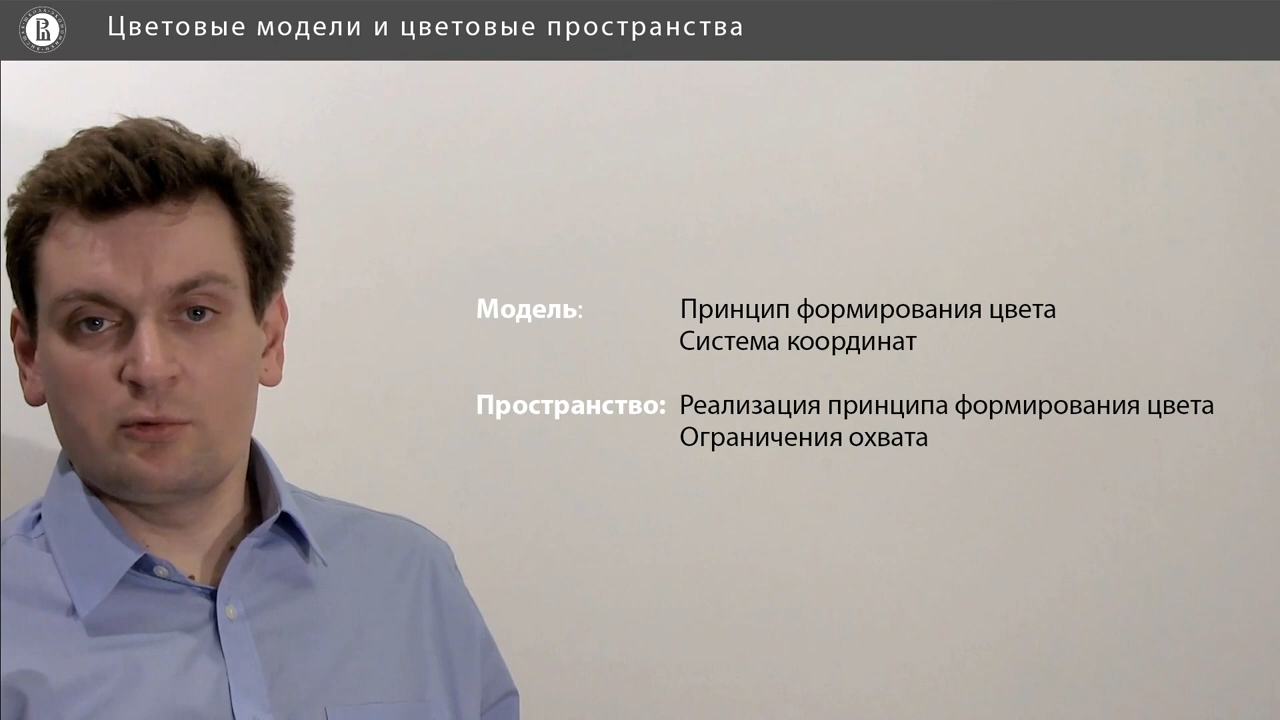 Цветовые модели и цветовые пространства
Модель: Принцип формирования цвета
Система координат
Пространство: Реализация принципа формирования цвета
Ограничения охвата